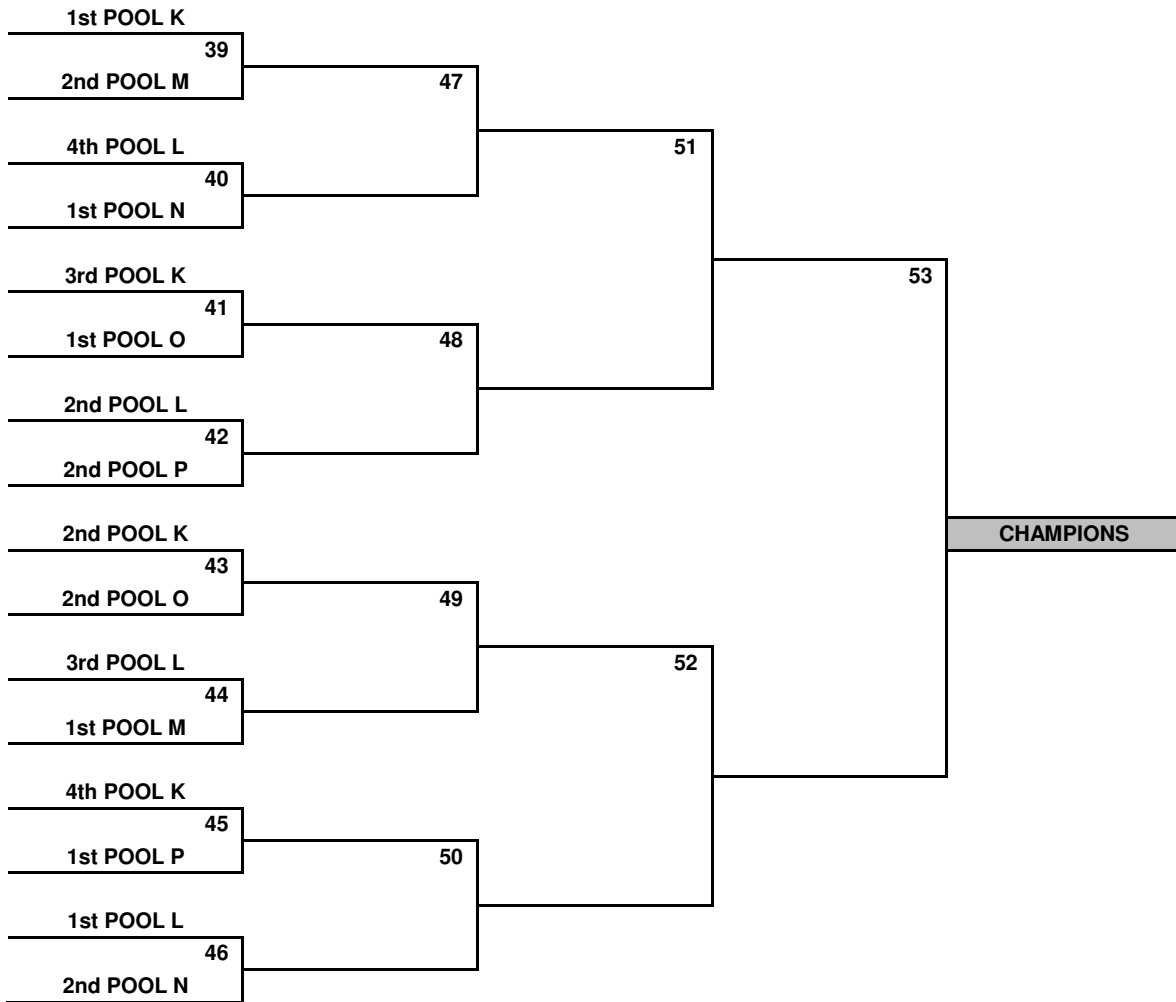 1st POOL K
39
2nd POOL M
47
4th POOL L
51
40
1st POOL N
3rd POOL K
53
41
1st POOL O
48
2nd POOL L
42
2nd POOL P
2nd POOL K
CHAMPIONS
43
2nd POOL O
49
3rd POOL L
52
44
1st POOL M
4th POOL K
45
1st POOL P
50
1st POOL L
46
2nd POOL N